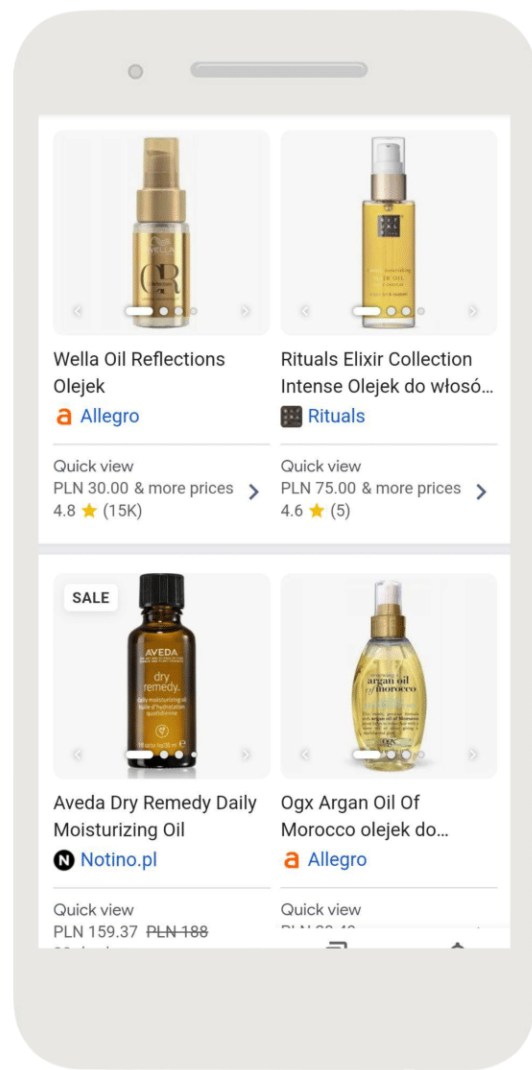 Wella Oil Reflections
Olejek
Allegro
Quick view
PLN 30.00 & more prices
4.8 ★ (15K)
Rituals Elixir Collection
Intense Olejek do włosó...
Rituals
Quick view
PLN 75.00 & more prices
4.6 ★ (5)
SALE
AVEDA
dry
remedy
daily moisturizing oil
Aveda Dry Remedy Daily
Moisturizing Oil
Notino.pl
Quick view
PLN 159.37 PLN 188
argan oil
of morocco
Ogx Argan Oil Of
Morocco olejek do...
Allegro
Quick view